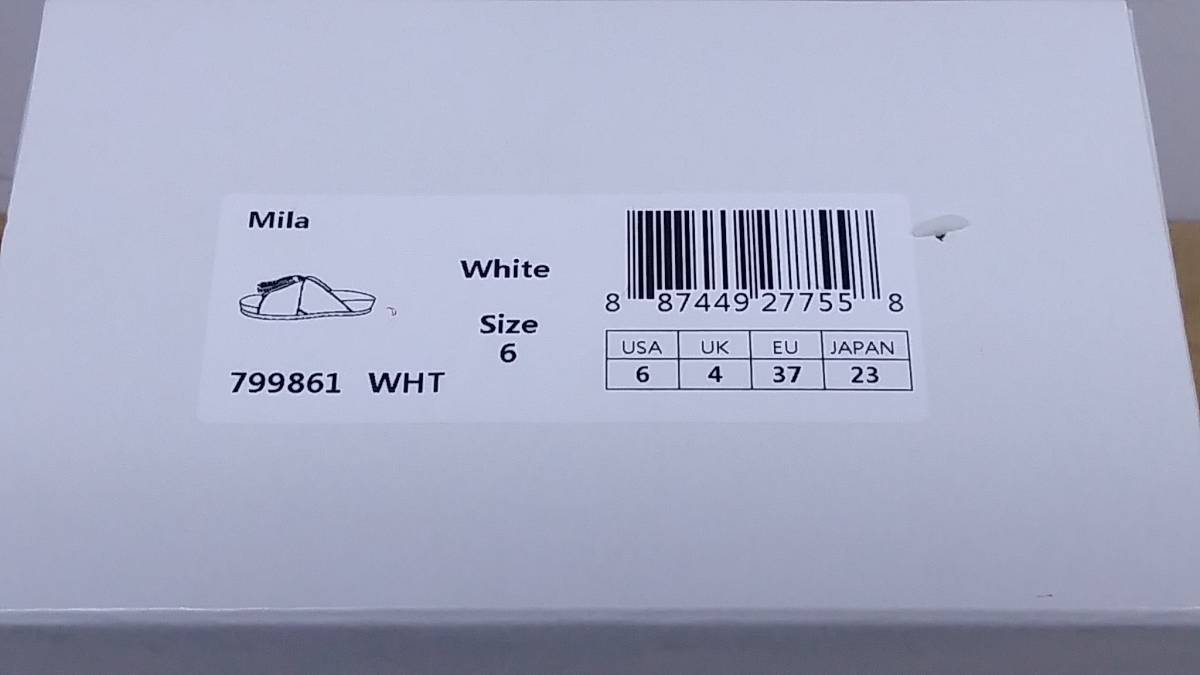 Mila
White
Size
6
799861 WHT
8 87449 27755 8
USA UK EU JAPAN
6 4 37 23